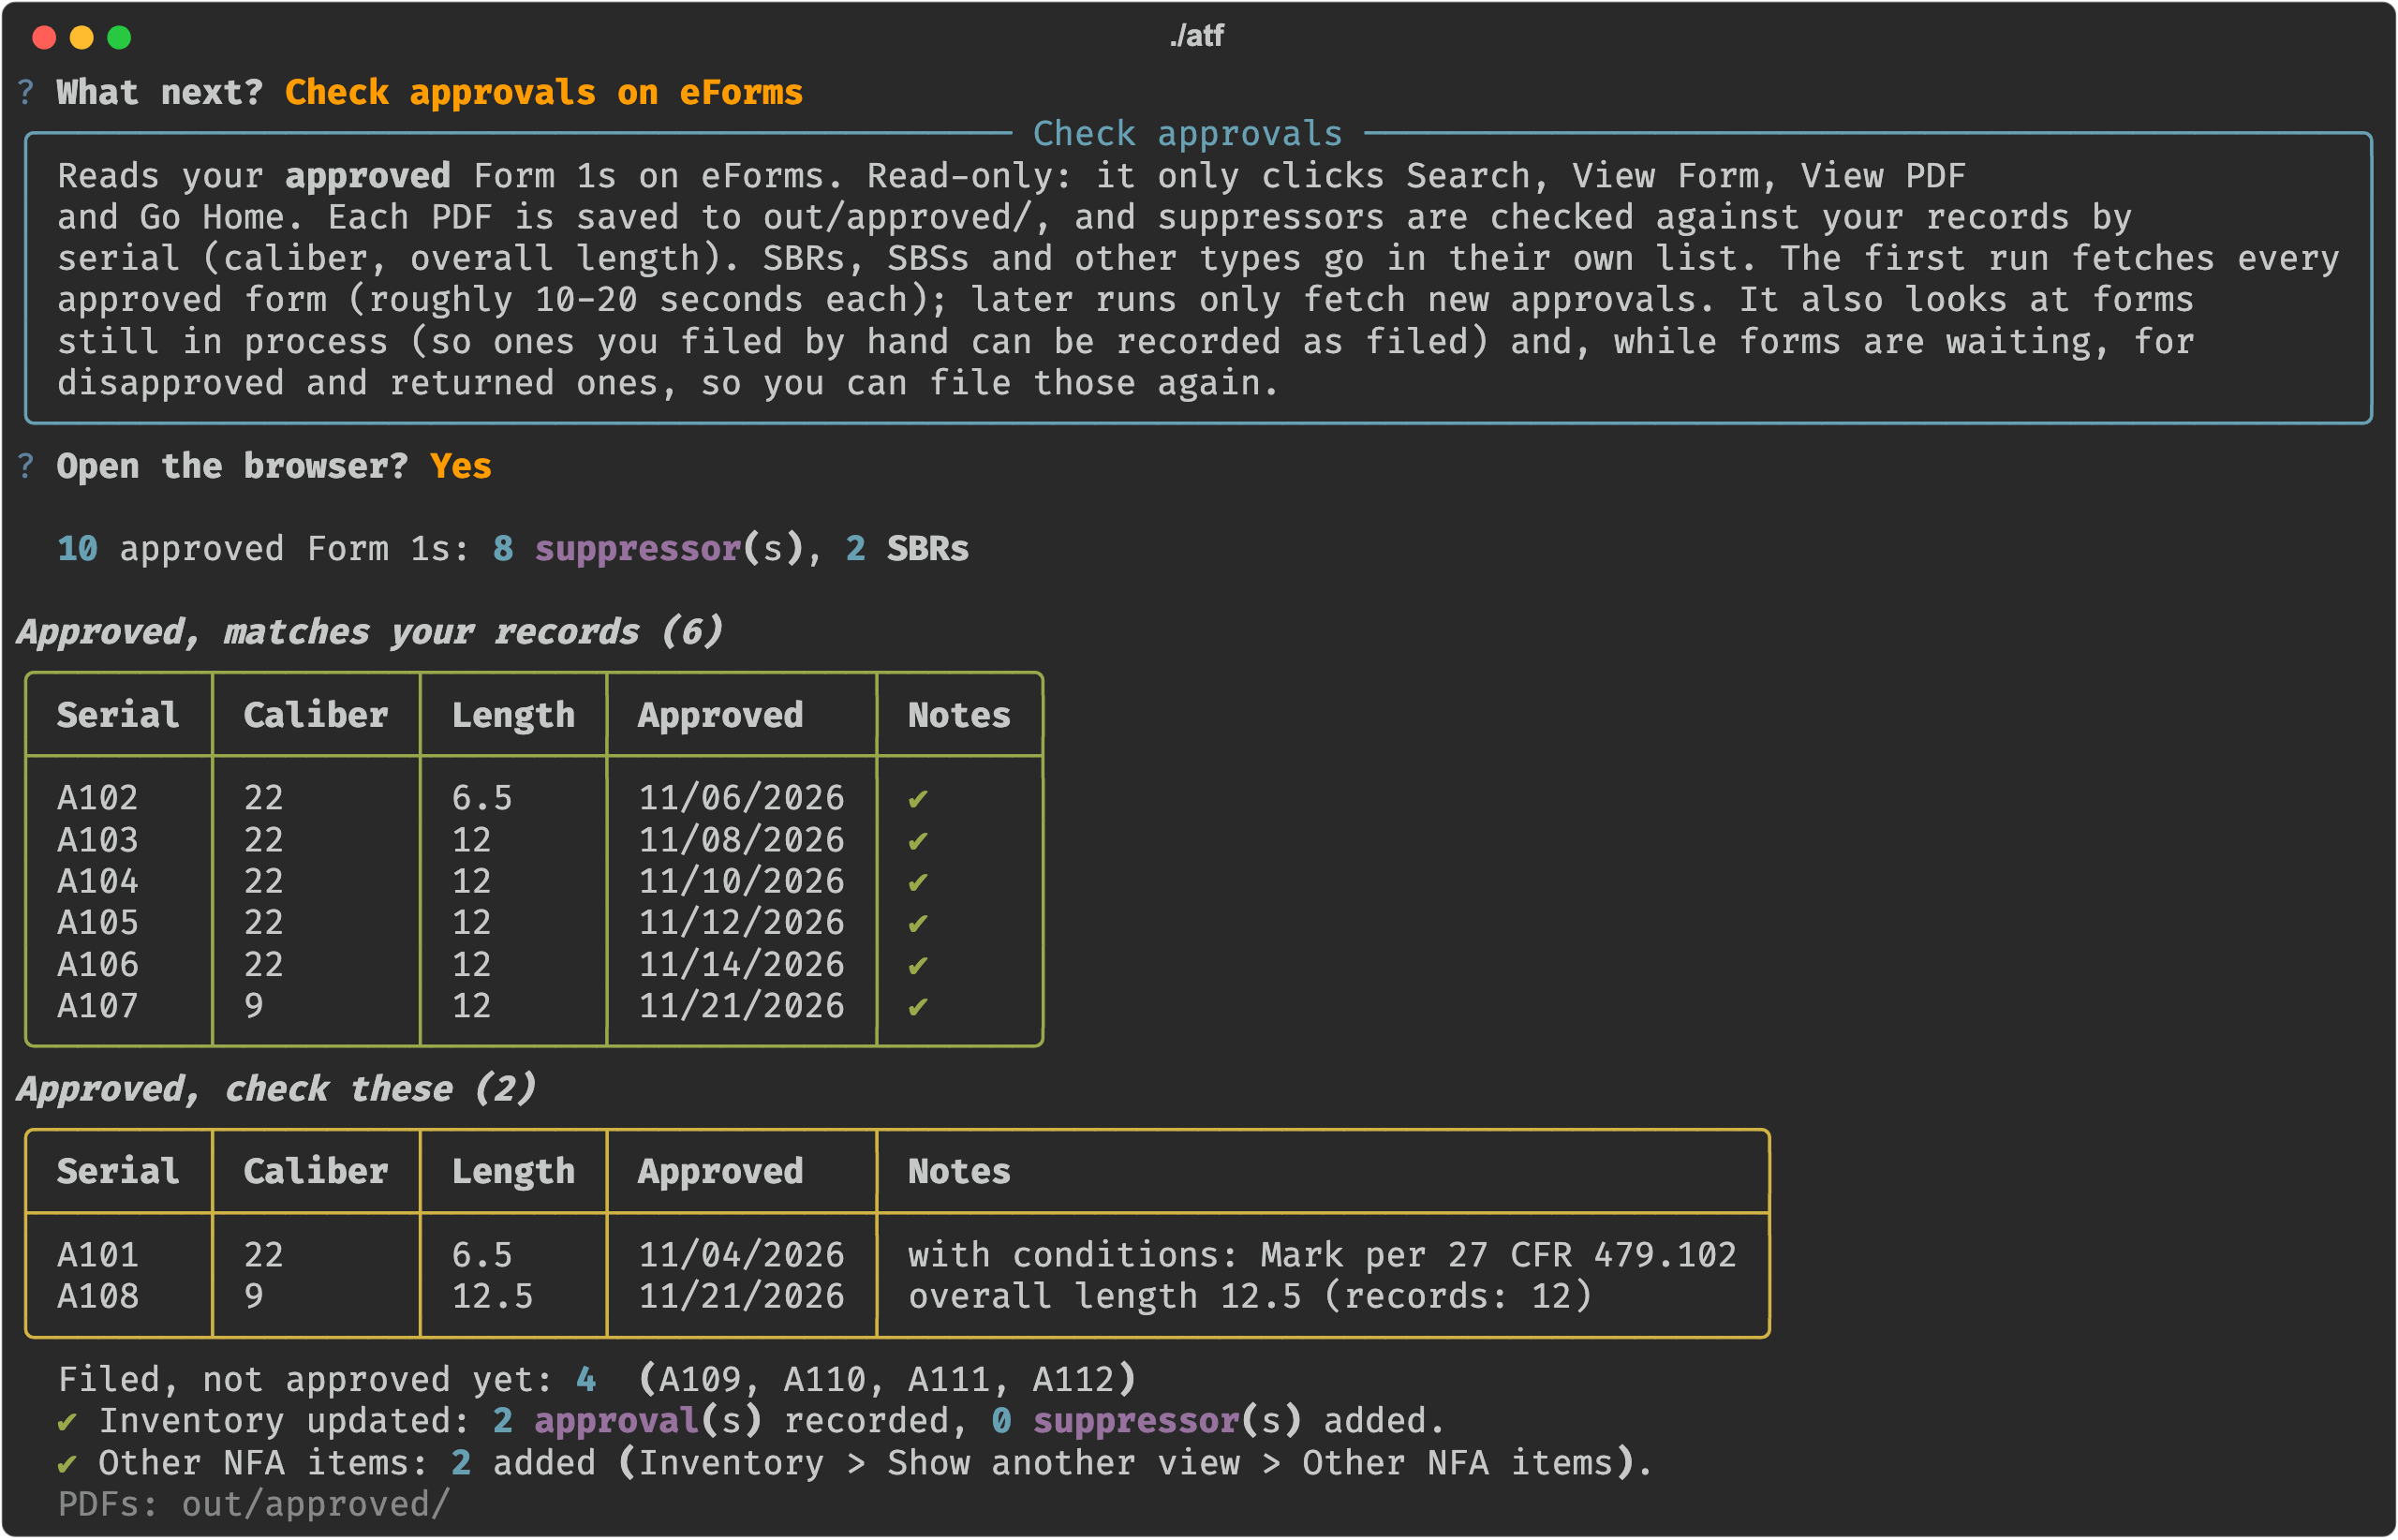 ./atf
? What next? Check approvals on eForms
Check approvals
Reads your approved Form 1s on eForms. Read-only: it only clicks Search, View Form, View PDF
and Go Home. Each PDF is saved to out/approved/, and suppressors are checked against your records by
serial (caliber, overall length). SBRs, SBSs and other types go in their own list. The first run fetches every
approved form (roughly 10-20 seconds each); later runs only fetch new approvals. It also looks at forms
still in process (so ones you filed by hand can be recorded as filed) and, while forms are waiting, for
disapproved and returned ones, so you can file those again.
? Open the browser? Yes
10 approved Form 1s: 8 suppressor(s), 2 SBRs
Approved, matches your records (6)
Serial Caliber Length Approved Notes
A102 22 6.5 11/06/2026 ✔
A103 22 12 11/08/2026 ✔
A104 22 12 11/10/2026 ✔
A105 22 12 11/12/2026 ✔
A106 22 12 11/14/2026 ✔
A107 9 12 11/21/2026 ✔
Approved, check these (2)
Serial Caliber Length Approved Notes
A101 22 6.5 11/04/2026 with conditions: Mark per 27 CFR 479.102
A108 9 12.5 11/21/2026 overall length 12.5 (records: 12)
Filed, not approved yet: 4 (A109, A110, A111, A112)
✔ Inventory updated: 2 approval(s) recorded, 0 suppressor(s) added.
✔ Other NFA items: 2 added (Inventory > Show another view > Other NFA items).
PDFs: out/approved/